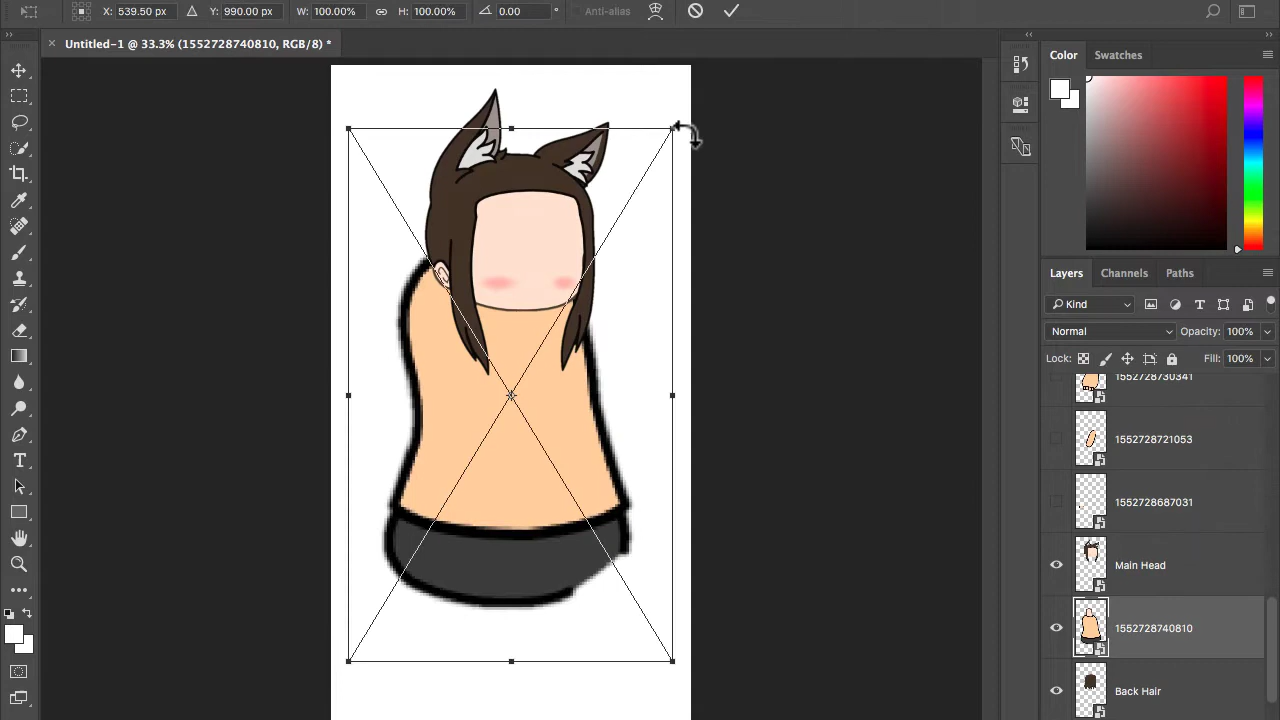 X: 539.50 px Y: 990.00 px W: 100.00% H: 100.00% 0.00 ° Anti-alias
Untitled-1 @ 33.3% (1552728740810, RGB/8) *
Color Swatches
Layers Channels Paths
Kind
Normal Opacity: 100%
Lock: Fill: 100%
1552728730341
1552728721053
1552728687031
Main Head
1552728740810
Back Hair